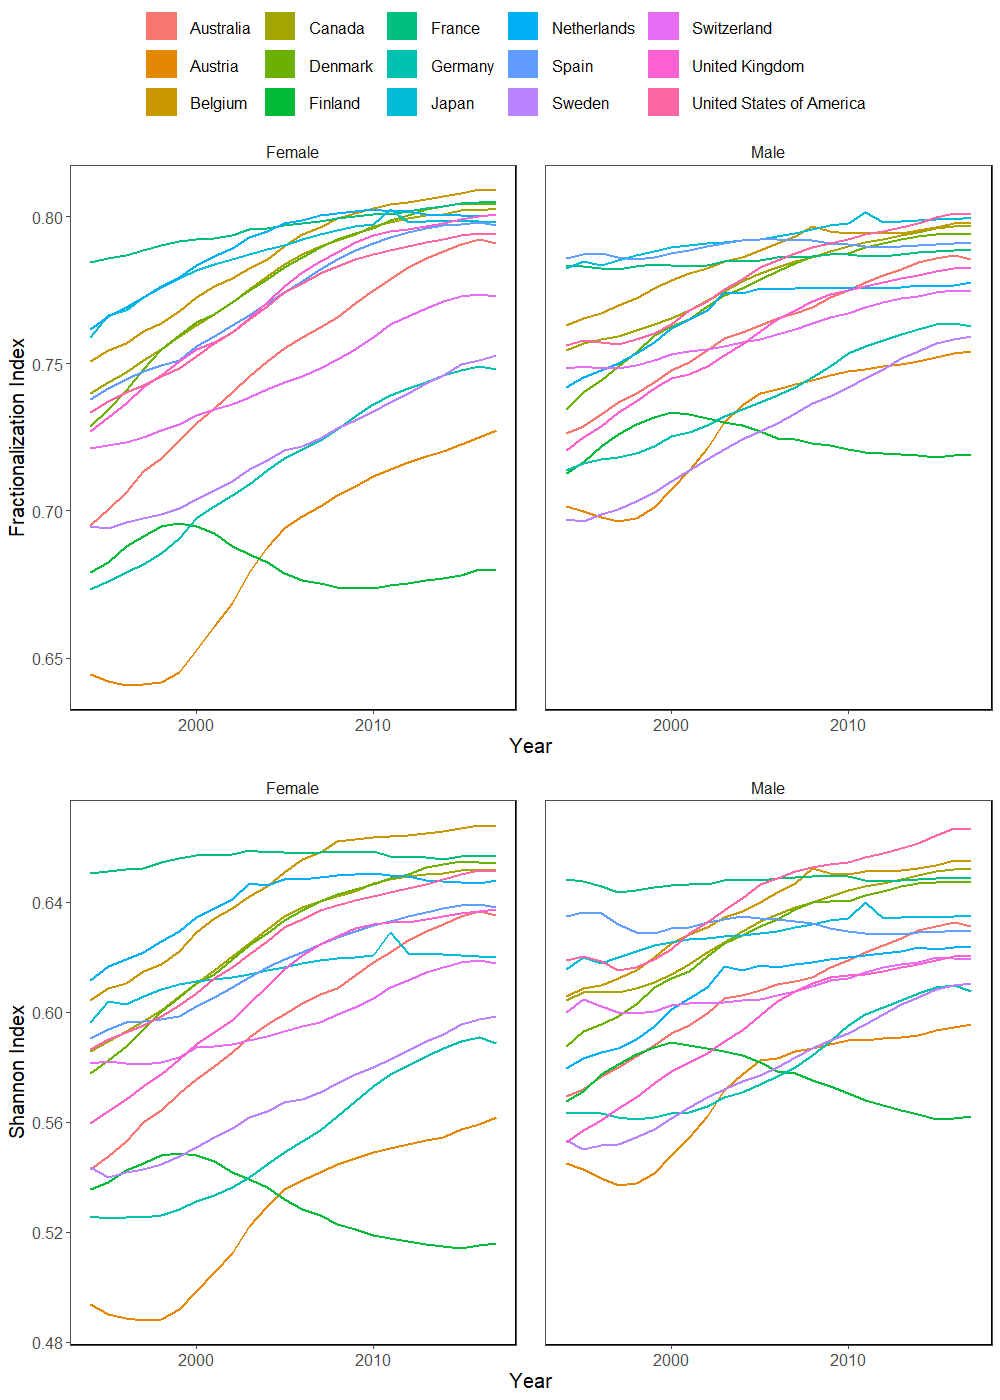 Australia Canada France Netherlands Switzerland
Austria Denmark Germany Spain United Kingdom
Belgium Finland Japan Sweden United States of America
Female Male
Fractionalization Index
0.80
0.75
0.70
0.65
2000 2010 2000 2010
Year
Female Male
Shannon Index
0.64
0.60
0.56
0.52
0.48
2000 2010 2000 2010
Year